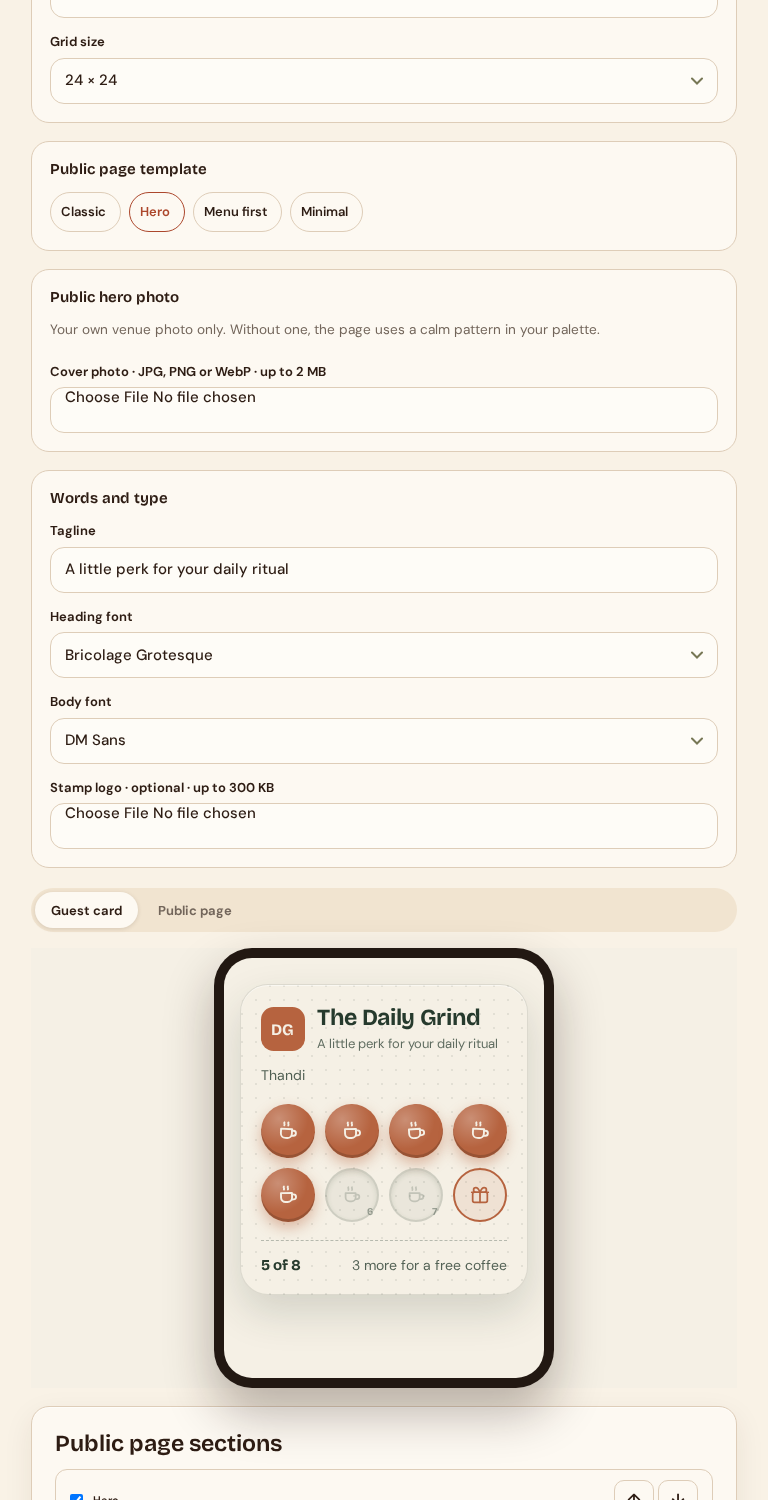 Grid size
24 × 24
Public page template
Classic
Hero
Menu first
Minimal
Public hero photo
Your own venue photo only. Without one, the page uses a calm pattern in your palette.
Cover photo · JPG, PNG or WebP · up to 2 MB
Choose File No file chosen
Words and type
Tagline
A little perk for your daily ritual
Heading font
Bricolage Grotesque
Body font
DM Sans
Stamp logo · optional · up to 300 KB
Choose File No file chosen
Guest card
Public page
DG
The Daily Grind
A little perk for your daily ritual
Thandi
6
7
5 of 8
3 more for a free coffee
Public page sections
Hero